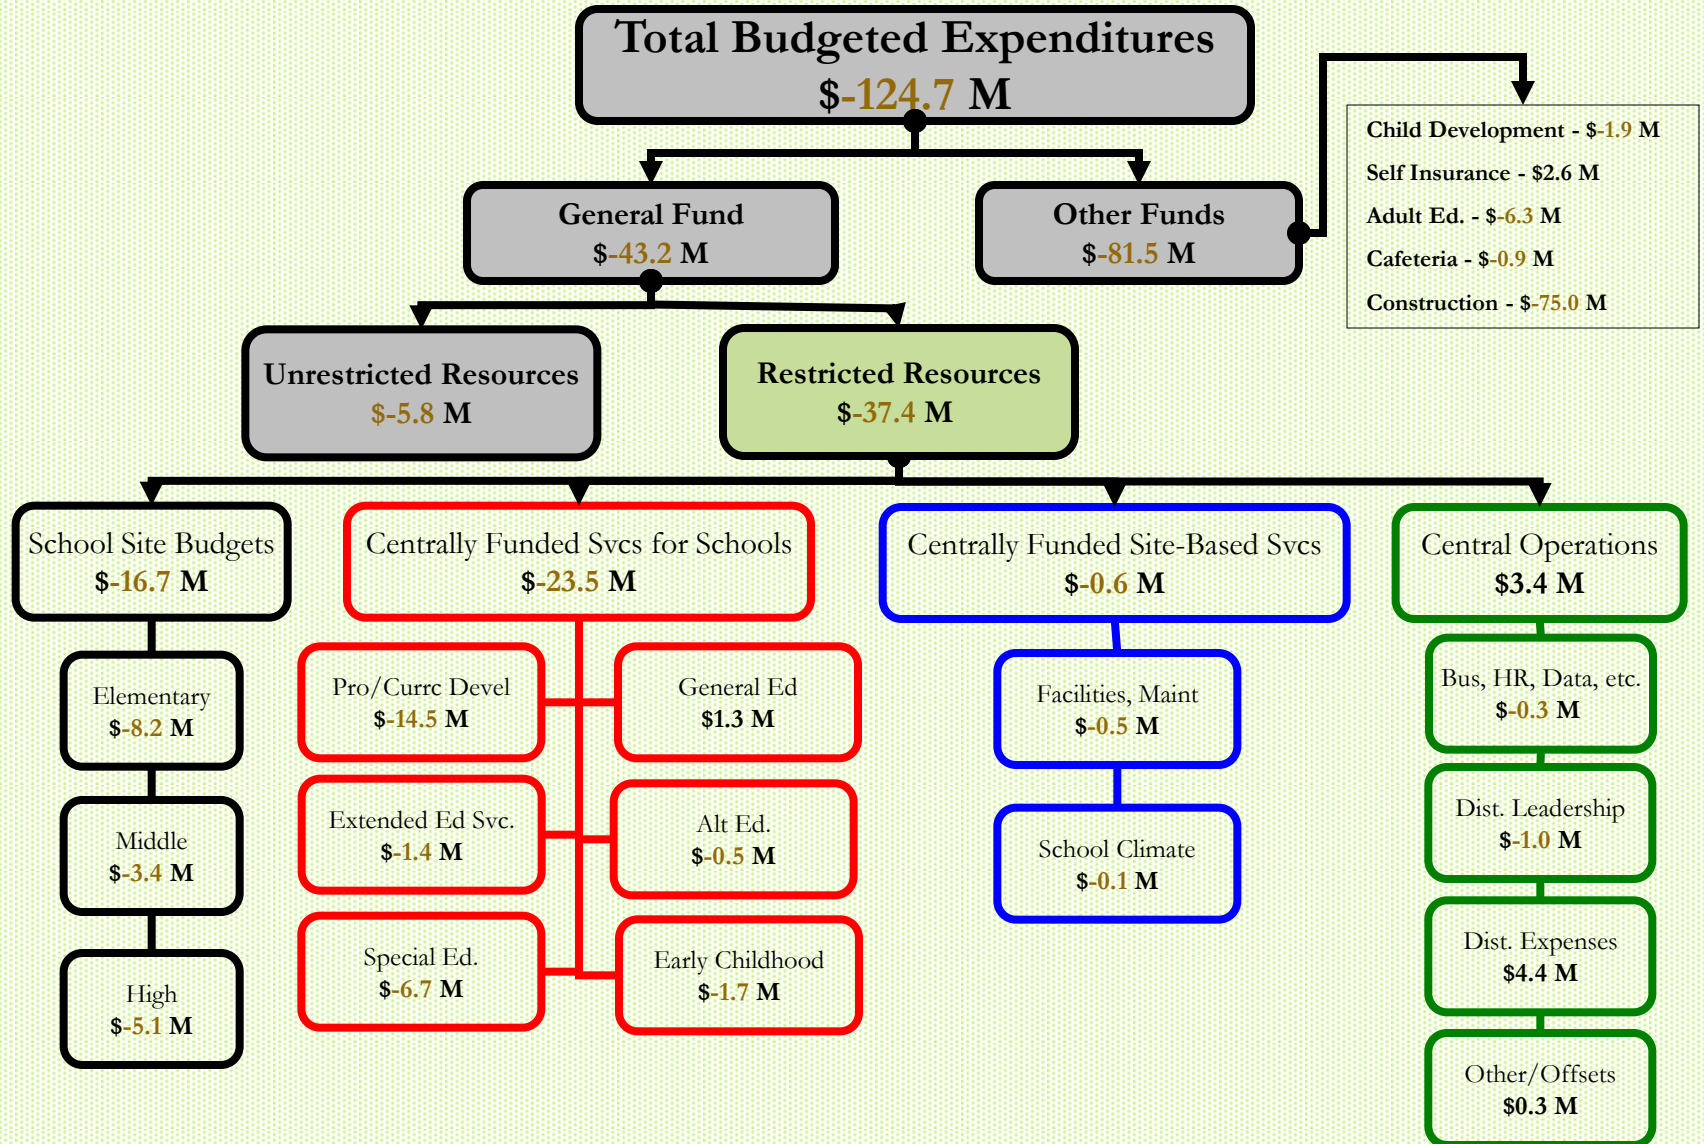 Total Budgeted Expenditures
$-124.7 M
Child Development - $-1.9 M
Self Insurance - $2.6 M
Adult Ed. - $-6.3 M
Cafeteria - $-0.9 M
Construction - $-75.0 M
General Fund
$-43.2 M
Other Funds
$-81.5 M
Unrestricted Resources
$-5.8 M
Restricted Resources
$-37.4 M
School Site Budgets
$-16.7 M
Elementary
$-8.2 M
Middle
$-3.4 M
High
$-5.1 M
Centrally Funded Svcs for Schools
$-23.5 M
Pro/Currc Devel
$-14.5 M
General Ed
$1.3 M
Extended Ed Svc.
$-1.4 M
Alt Ed.
$-0.5 M
Special Ed.
$-6.7 M
Early Childhood
$-1.7 M
Centrally Funded Site-Based Svcs
$-0.6 M
Facilities, Maint
$-0.5 M
School Climate
$-0.1 M
Central Operations
$3.4 M
Bus, HR, Data, etc.
$-0.3 M
Dist. Leadership
$-1.0 M
Dist. Expenses
$4.4 M
Other/Offsets
$0.3 M